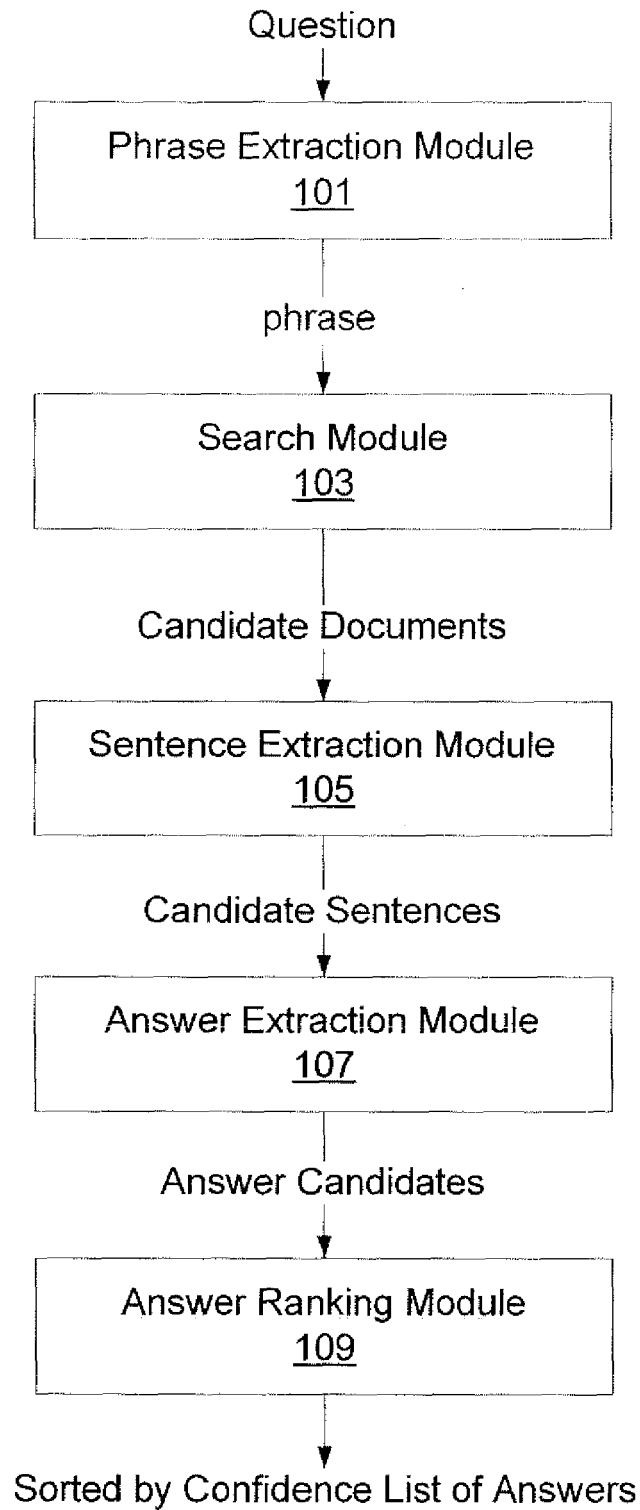 Question
Phrase Extraction Module
101
phrase
Search Module
103
Candidate Documents
Sentence Extraction Module
105
Candidate Sentences
Answer Extraction Module
107
Answer Candidates
Answer Ranking Module
109
Sorted by Confidence List of Answers